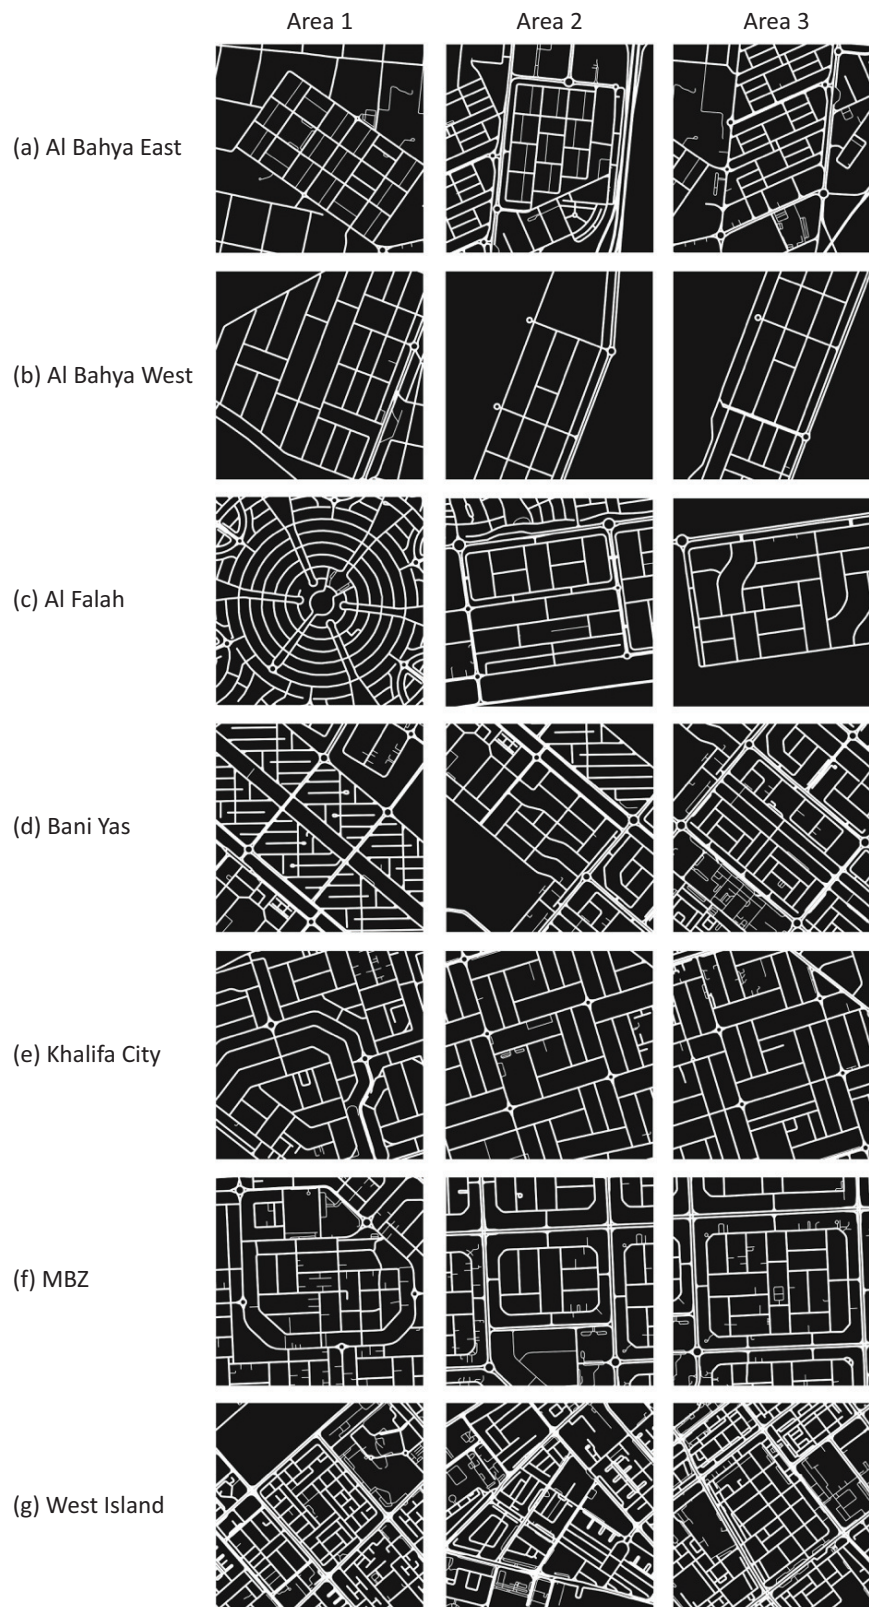 Area 1 Area 2 Area 3
(a) Al Bahya East
(b) Al Bahya West
(c) Al Falah
(d) Bani Yas
(e) Khalifa City
(f) MBZ
(g) West Island